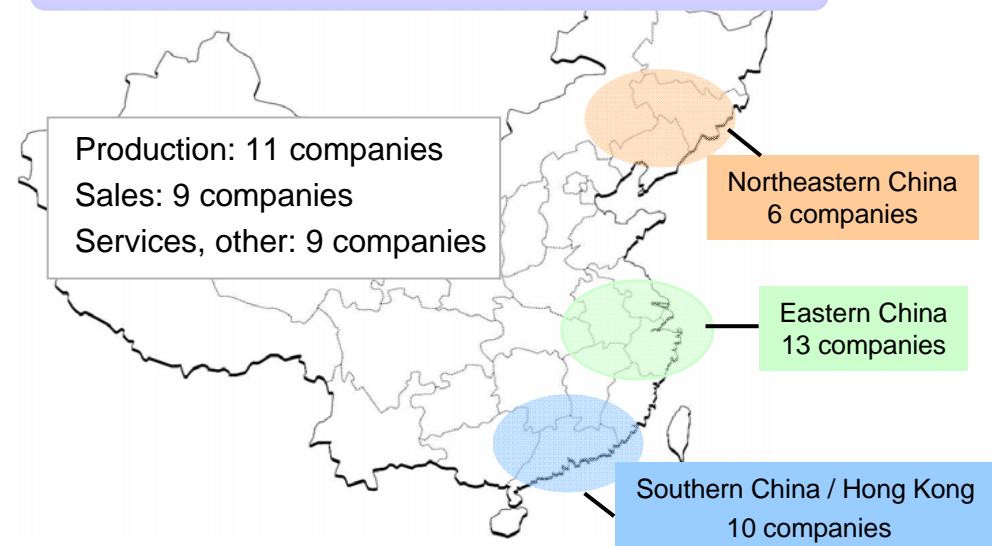 Production: 11 companies
Sales: 9 companies
Services, other: 9 companies
Northeastern China
6 companies
Eastern China
13 companies
Southern China / Hong Kong
10 companies